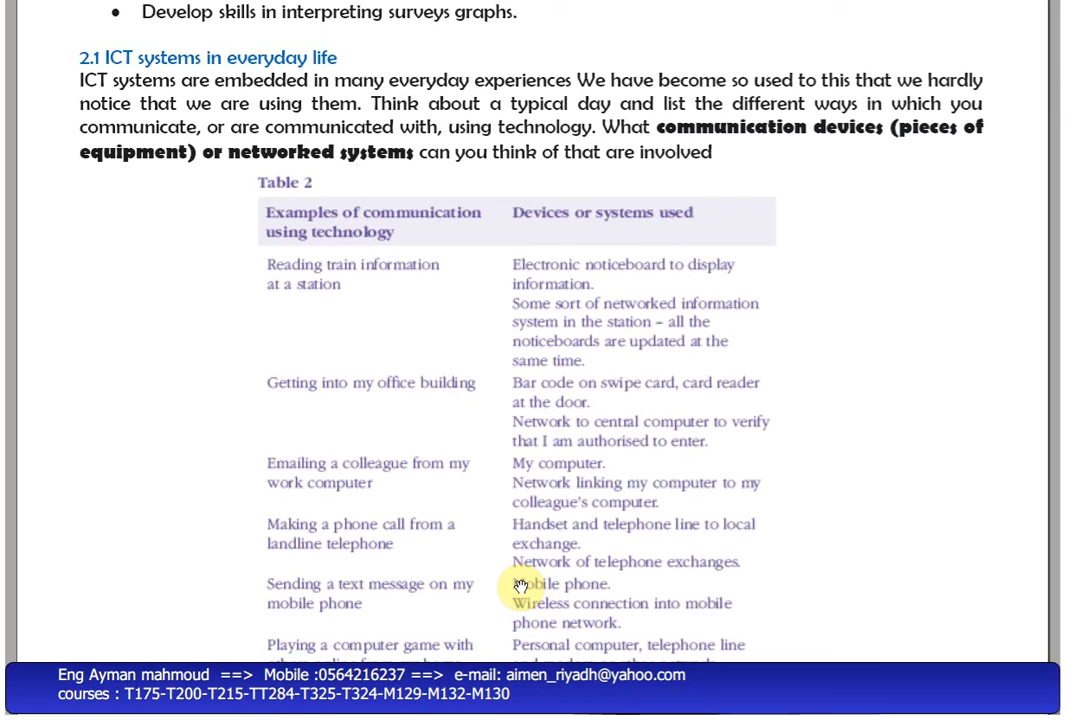 • Develop skills in interpreting surveys graphs.
2.1 ICT systems in everyday life
ICT systems are embedded in many everyday experiences We have become so used to this that we hardly
notice that we are using them. Think about a typical day and list the different ways in which you
communicate, or are communicated with, using technology. What communication devices (pieces of
equipment) or networked systems can you think of that are involved
Table 2
Examples of communication Devices or systems used
using technology
Reading train information Electronic noticeboard to display
at a station information.
Some sort of networked information
system in the station – all the
noticeboards are updated at the
same time.
Getting into my office building Bar code on swipe card, card reader
at the door.
Network to central computer to verify
that I am authorised to enter.
Emailing a colleague from my My computer.
work computer Network linking my computer to my
colleague's computer.
Making a phone call from a Handset and telephone line to local
landline telephone exchange.
Network of telephone exchanges.
Sending a text message on my Mobile phone.
mobile phone Wireless connection into mobile
phone network.
Playing a computer game with Personal computer, telephone line
Eng Ayman mahmoud ==> Mobile :0564216237 ==> e-mail: aimen_riyadh@yahoo.com
courses : T175-T200-T215-TT284-T325-T324-M129-M132-M130